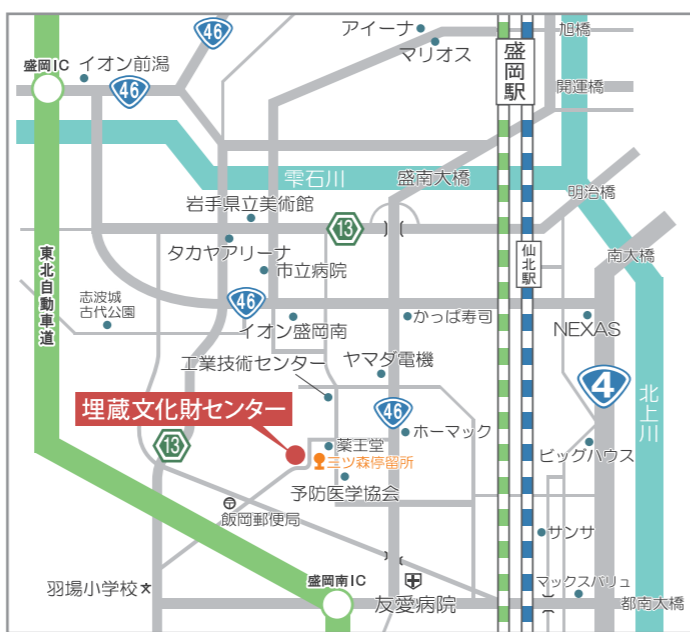 アイーナ
旭橋
46
マリオス
盛岡IC
イオン前潟
盛岡駅
46
開運橋
雫石川
盛南大橋
明治橋
岩手県立美術館
13
タカヤアリーナ
仙北駅
南大橋
東北自動車道
市立病院
志波城
古代公園
46
かっぱ寿司
イオン盛岡南
NEXAS
工業技術センター
ヤマダ電機
4
北上川
埋蔵文化財センター
46
ホーマック
13
薬王堂
ビッグハウス
三ツ森停留所
予防医学協会
飯岡郵便局
サンサ
盛岡南IC
マックスバリュ
羽場小学校
友愛病院
都南大橋